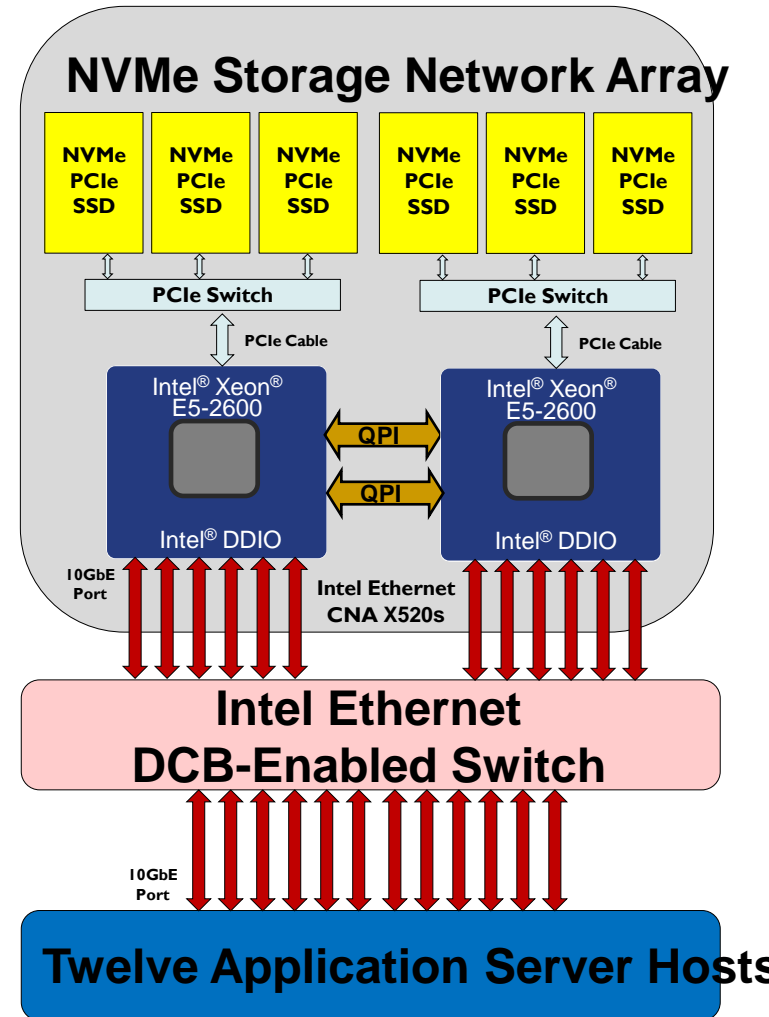 NVMe Storage Network Array
NVMe
PCIe
SSD
NVMe
PCIe
SSD
NVMe
PCIe
SSD
NVMe
PCIe
SSD
NVMe
PCIe
SSD
NVMe
PCIe
SSD
PCIe Switch
PCIe Switch
PCIe Cable
PCIe Cable
Intel® Xeon®
E5-2600
Intel® Xeon®
E5-2600
QPI
QPI
Intel® DDIO
Intel® DDIO
10GbE
Port
Intel Ethernet
CNA X520s
Intel Ethernet
DCB-Enabled Switch
10GbE
Port
Twelve Application Server Hosts